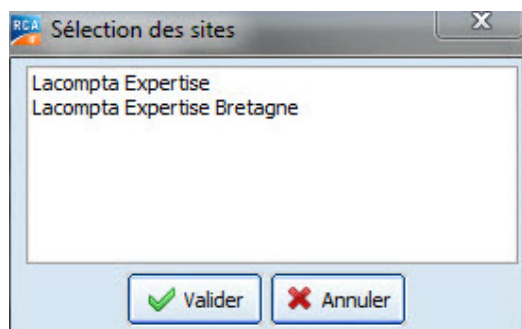 RCA Sélection des sites X
Lacompta Expertise
Lacompta Expertise Bretagne
Valider Annuler